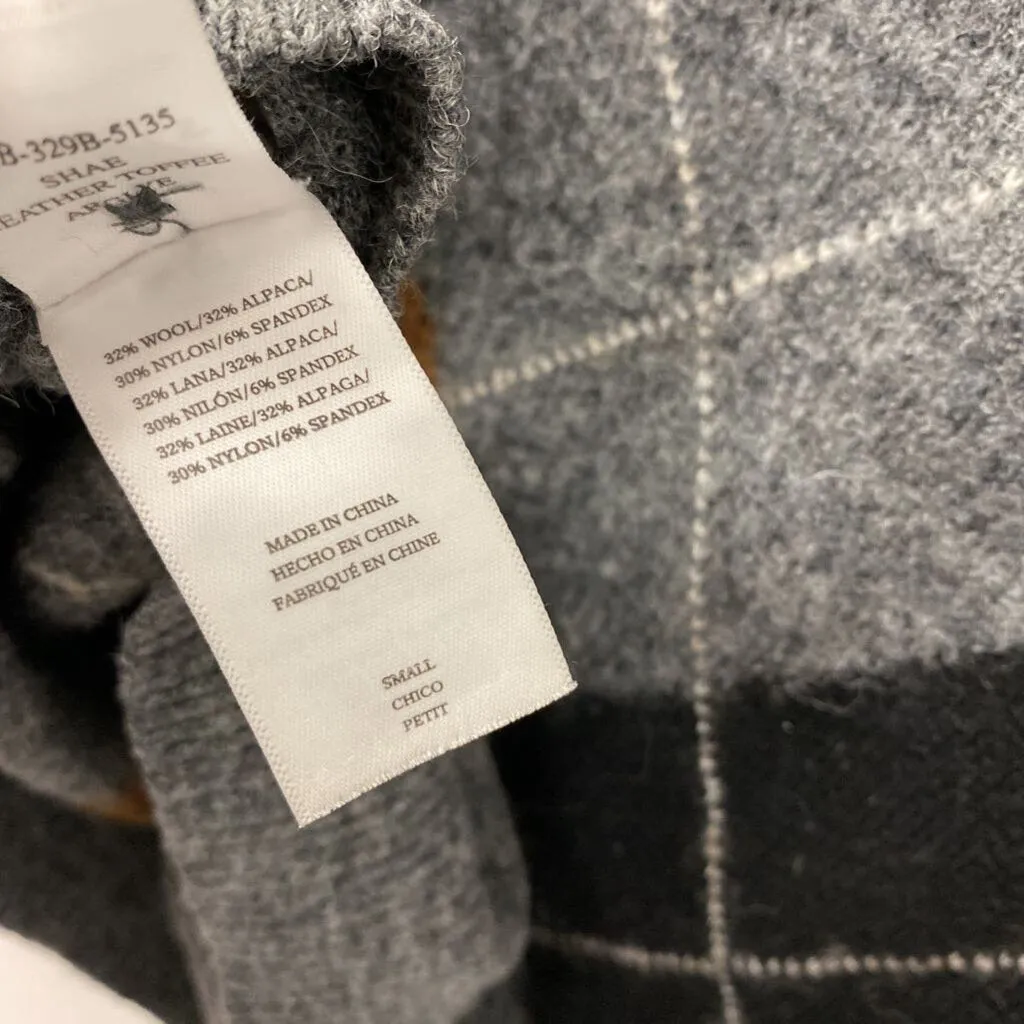 B-329B-5135
SHAE
EATHER TOFFEE
32% WOOL/32% ALPACA/
30% NYLON/6% SPANDEX
32% LANA/32% ALPACA/
30% NILÓN/6% SPANDEX
32% LAINE/32% ALPAGA/
30% NYLON/6% SPANDEX
MADE IN CHINA
HECHO EN CHINA
FABRIQUÉ EN CHINE
SMALL
CHICO
PETIT